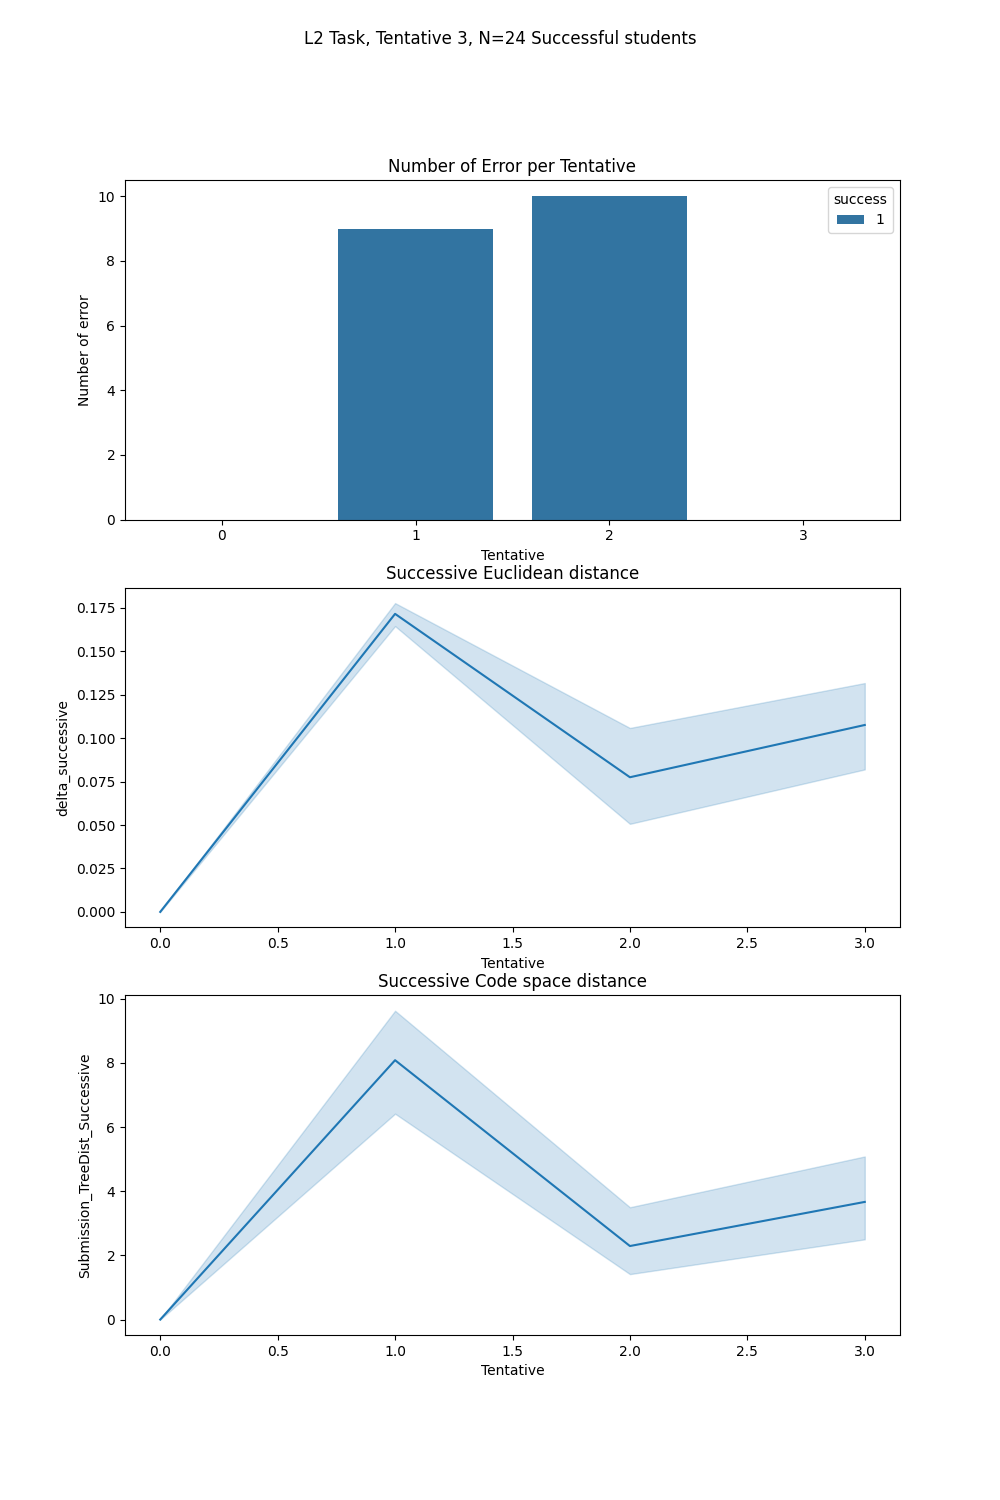 L2 Task, Tentative 3, N=24 Successful students
Number of Error per Tentative
10
8
6
4
2
0
Number of error
success
1
0 1 2 3
Tentative
Successive Euclidean distance
0.175
0.150
0.125
0.100
0.075
0.050
0.025
0.000
delta_successive
0.0 0.5 1.0 1.5 2.0 2.5 3.0
Tentative
Successive Code space distance
10
8
6
4
2
0
Submission_TreeDist_Successive
0.0 0.5 1.0 1.5 2.0 2.5 3.0
Tentative